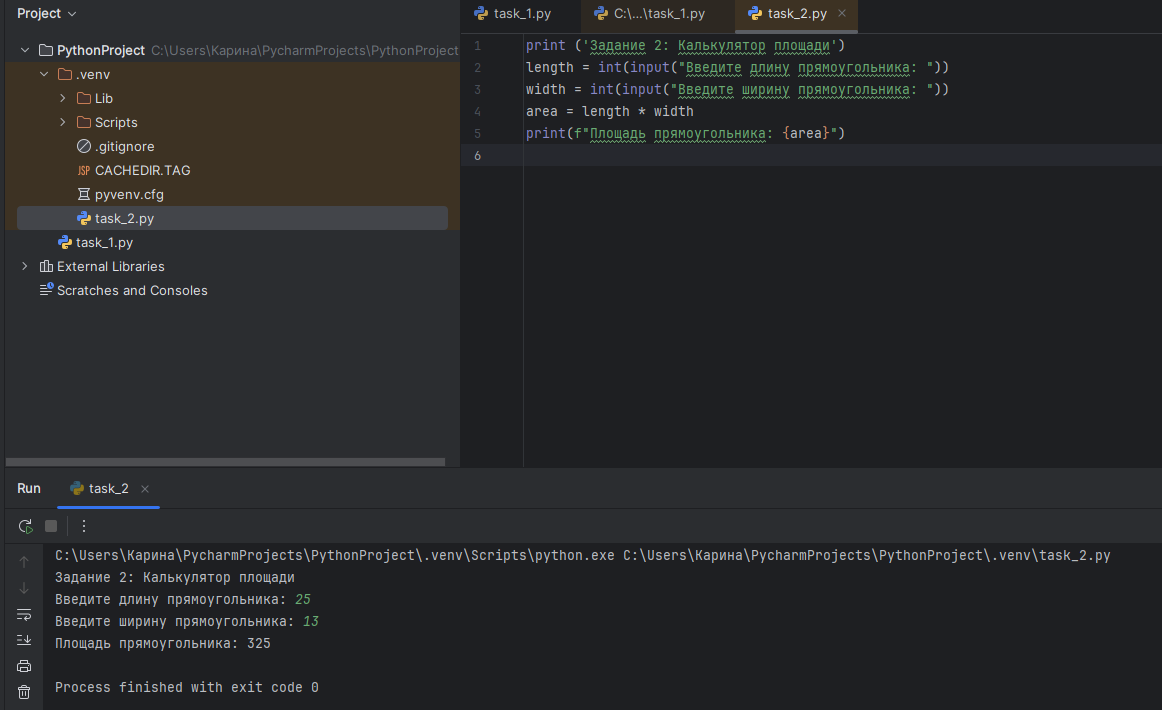 Project
task_1.py
C:\...\task_1.py
task_2.py
PythonProject C:\Users\Карина\PycharmProjects\PythonProject
.venv
Lib
Scripts
.gitignore
JSP CACHEDIR.TAG
pyvenv.cfg
task_2.py
task_1.py
External Libraries
Scratches and Consoles
1 print ('Задание 2: Калькулятор площади')
2 length = int(input("Введите длину прямоугольника: "))
3 width = int(input("Введите ширину прямоугольника: "))
4 area = length * width
5 print(f"Площадь прямоугольника: {area}")
6
Run task_2
C:\Users\Карина\PycharmProjects\PythonProject\.venv\Scripts\python.exe C:\Users\Карина\PycharmProjects\PythonProject\.venv\task_2.py
Задание 2: Калькулятор площади
Введите длину прямоугольника: 25
Введите ширину прямоугольника: 13
Площадь прямоугольника: 325
Process finished with exit code 0